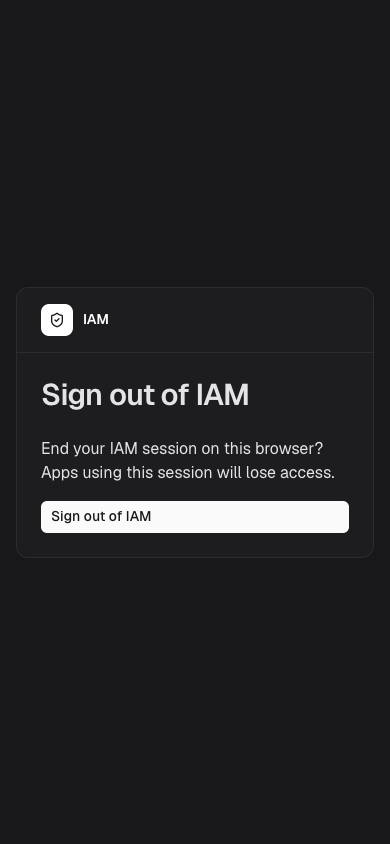 IAM
Sign out of IAM
End your IAM session on this browser?
Apps using this session will lose access.
Sign out of IAM